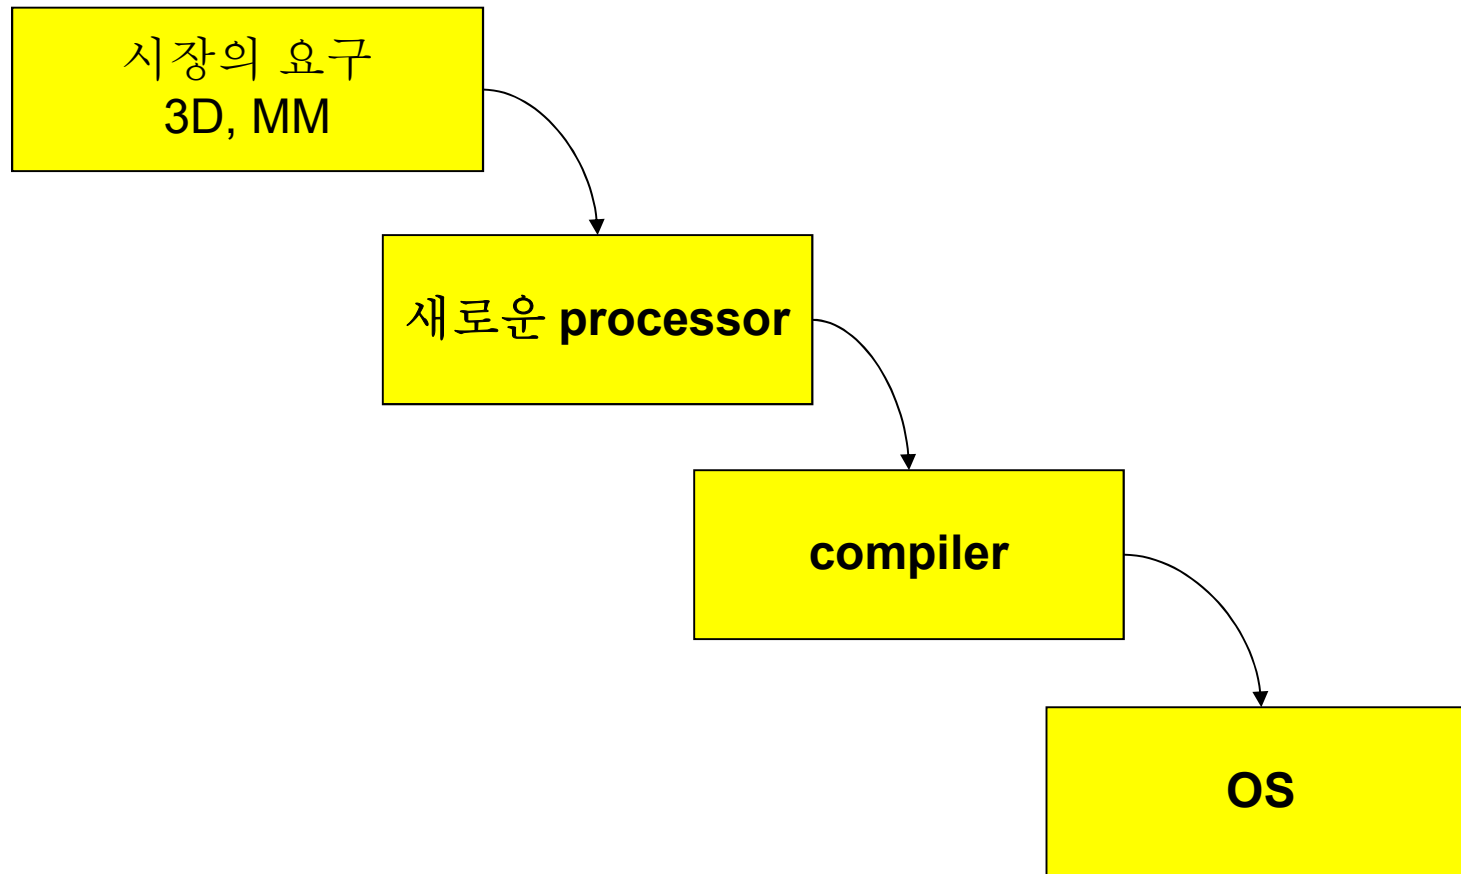 시장의 요구
3D, MM
새로운 processor
compiler
OS